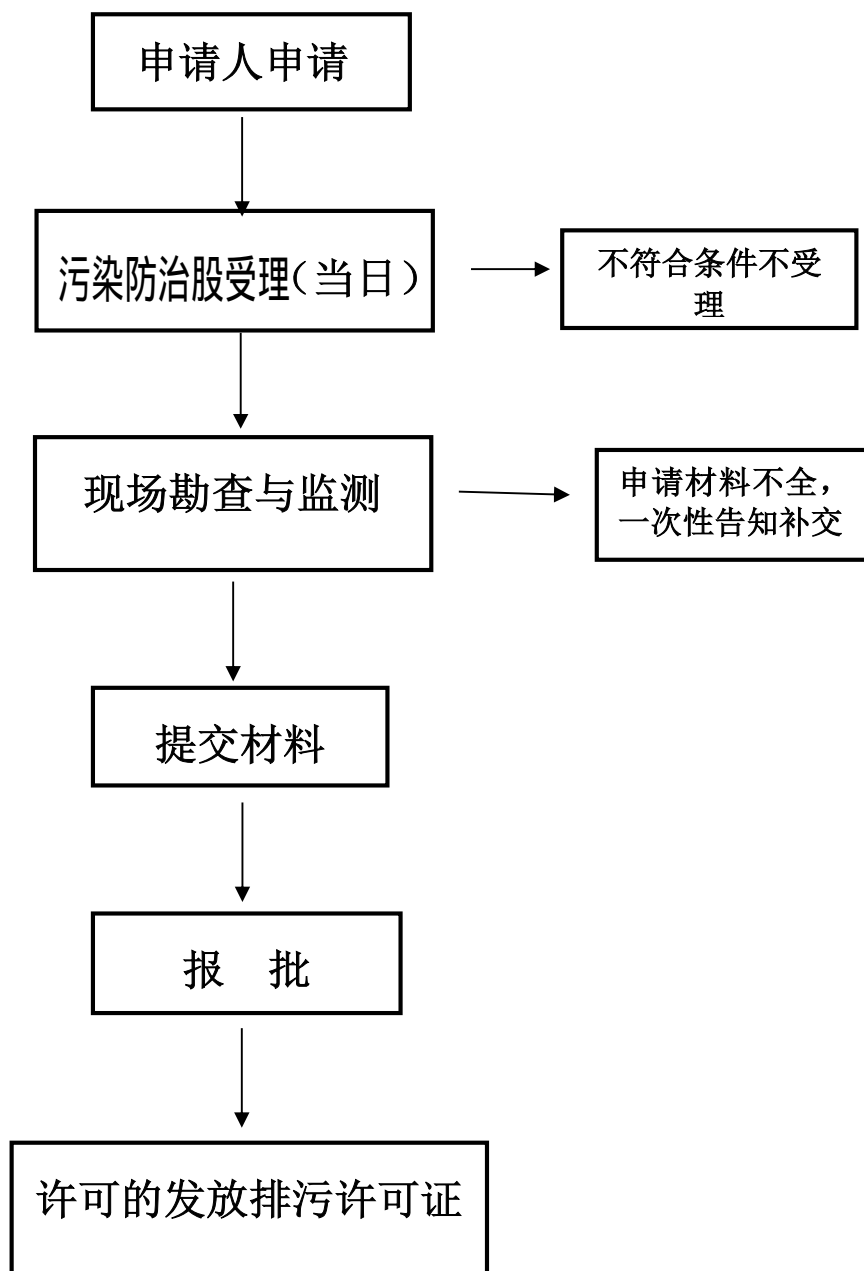 申请人申请
污染防治股受理（当日）
不符合条件不受
理
现场勘查与监测
申请材料不全，
一次性告知补交
提交材料
报　批
许可的发放排污许可证